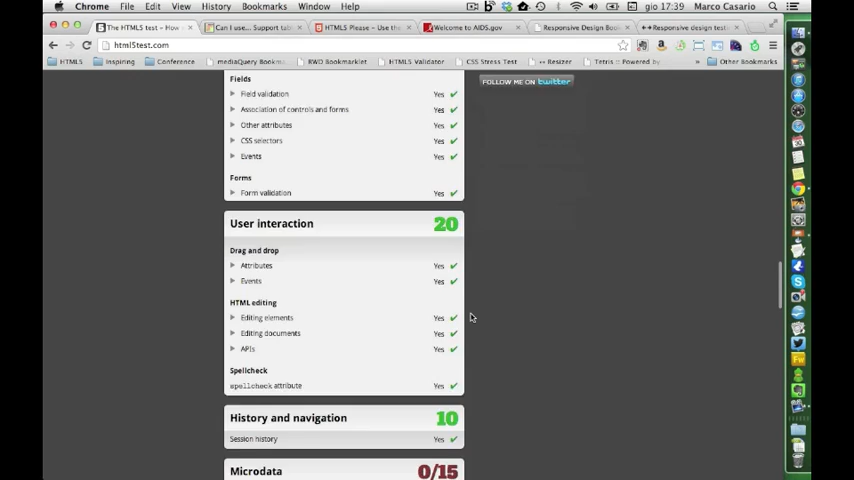 Chrome File Edit View History Bookmarks Window Help gio 17:39 Marco Casario
The HTML5 test – How Can I use... Support tab HTML5 Please – Use the Welcome to AIDS.gov Responsive Design Boo Responsive design test
html5test.com
HTML5 Inspiring Conference mediaQuery Bookmarklet RWD Bookmarklet HTML5 Validator CSS Stress Test Resizer Tetris :: Powered by » Other Bookmarks
FOLLOW ME ON twitter
Fields
Field validation Yes ✔
Association of controls and forms Yes ✔
Other attributes Yes ✔
CSS selectors Yes ✔
Events Yes ✔
Forms
Form validation Yes ✔
User interaction 20
Drag and drop
Attributes Yes ✔
Events Yes ✔
HTML editing
Editing elements Yes ✔
Editing documents Yes ✔
APIs Yes ✔
Spellcheck
spellcheck attribute Yes ✔
History and navigation 10
Session history Yes ✔
Microdata 0/15